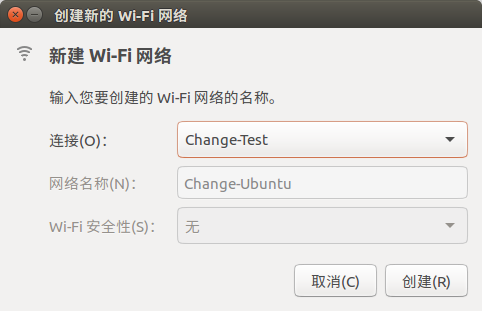 创建新的 Wi-Fi 网络
新建 Wi-Fi 网络
输入您要创建的 Wi-Fi 网络的名称。
连接(O)： Change-Test
网络名称(N)： Change-Ubuntu
Wi-Fi 安全性(S)： 无
取消(C) 创建(R)